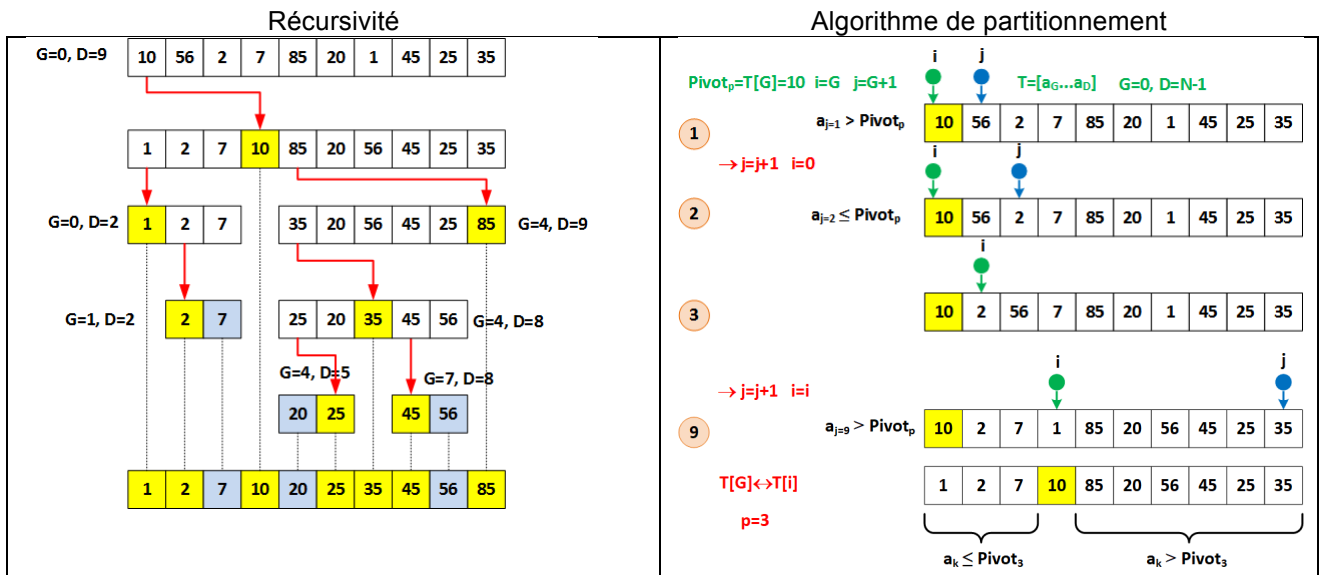 Récursivité
G=0, D=9
10 56 2 7 85 20 1 45 25 35
1 2 7 10 85 20 56 45 25 35
G=0, D=2
1 2 7
35 20 56 45 25 85
G=4, D=9
G=1, D=2
2 7
25 20 35 45 56
G=4, D=8
G=4, D=5
G=7, D=8
20 25
45 56
1 2 7 10 20 25 35 45 56 85
Algorithme de partitionnement
i
j
Pivotₚ=T[G]=10 i=G j=G+1
T=[a_G...a_D] G=0, D=N-1
1
a_{j=1} > Pivotₚ
10 56 2 7 85 20 1 45 25 35
→ j=j+1 i=0
i
j
2
a_{j=2} ≤ Pivotₚ
10 56 2 7 85 20 1 45 25 35
i
3
10 2 56 7 85 20 1 45 25 35
→ j=j+1 i=i
i
j
9
a_{j=9} > Pivotₚ
10 2 7 1 85 20 56 45 25 35
T[G]↔T[i]
1 2 7 10 85 20 56 45 25 35
p=3
a_k ≤ Pivot₃
a_k > Pivot₃